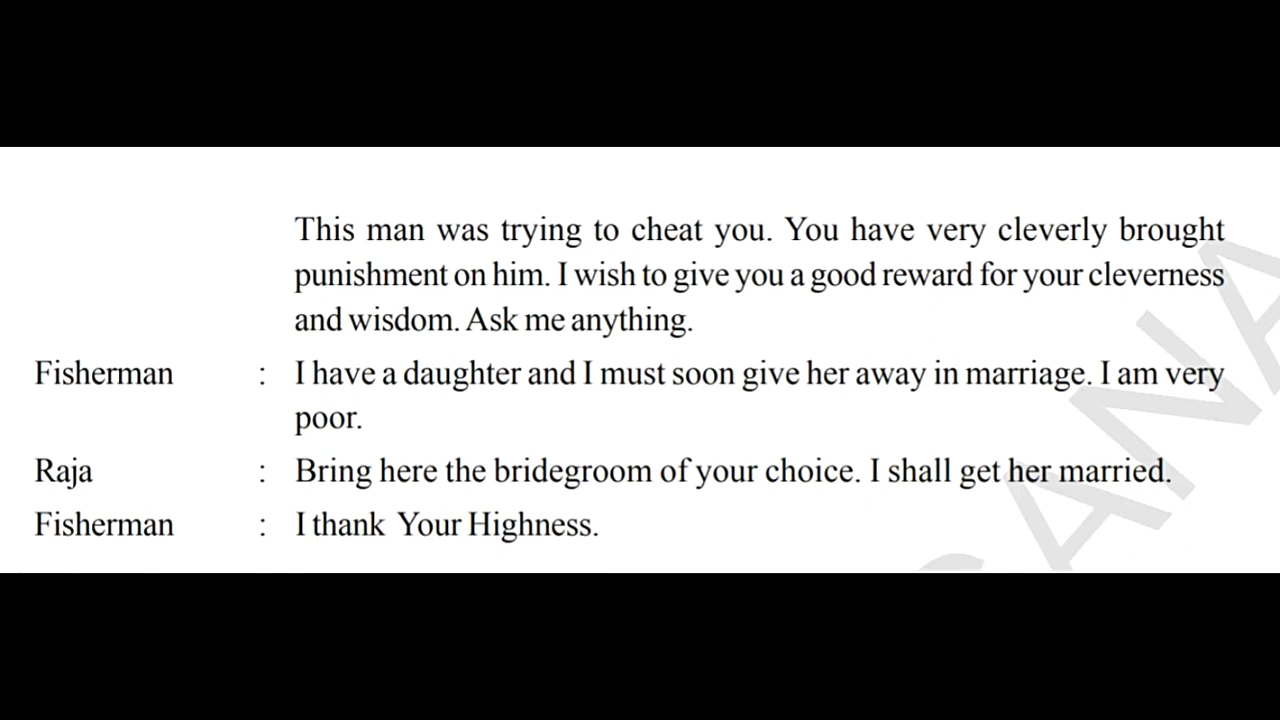 This man was trying to cheat you. You have very cleverly brought
punishment on him. I wish to give you a good reward for your cleverness
and wisdom. Ask me anything.
Fisherman : I have a daughter and I must soon give her away in marriage. I am very
poor.
Raja : Bring here the bridegroom of your choice. I shall get her married.
Fisherman : I thank Your Highness.